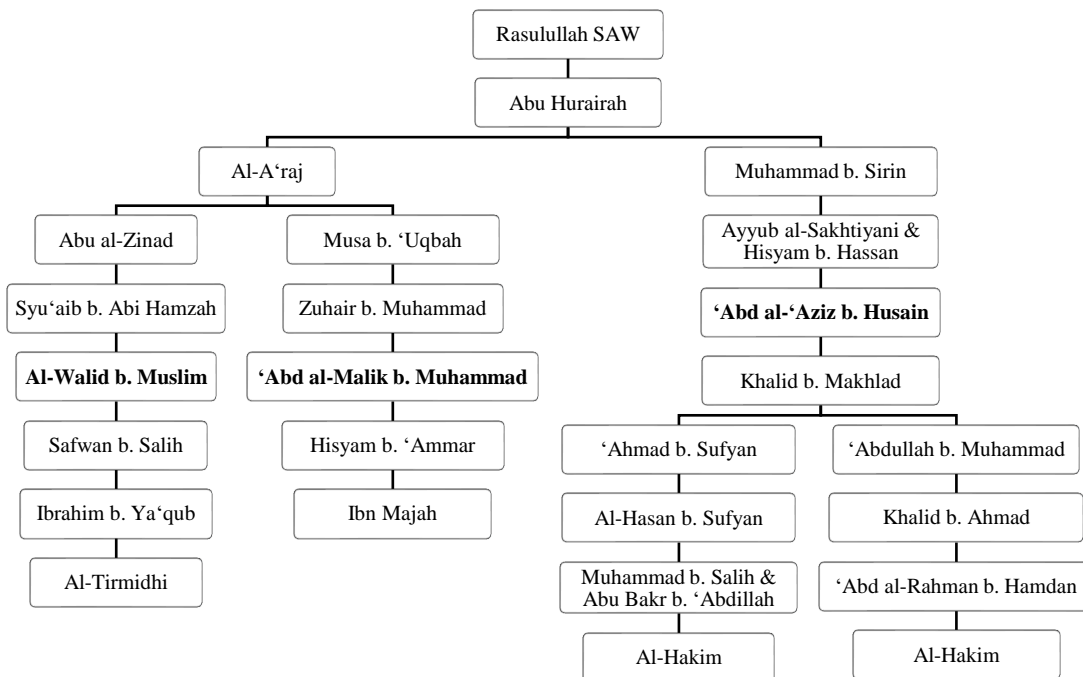 Rasulullah SAW
Abu Hurairah
Al-A‘raj
Muhammad b. Sirin
Abu al-Zinad
Musa b. ‘Uqbah
Ayyub al-Sakhtiyani &
Hisyam b. Hassan
Syu‘aib b. Abi Hamzah
Zuhair b. Muhammad
‘Abd al-‘Aziz b. Husain
Al-Walid b. Muslim
‘Abd al-Malik b. Muhammad
Khalid b. Makhlad
Safwan b. Salih
Hisyam b. ‘Ammar
‘Ahmad b. Sufyan
‘Abdullah b. Muhammad
Ibrahim b. Ya‘qub
Ibn Majah
Al-Hasan b. Sufyan
Khalid b. Ahmad
Al-Tirmidhi
Muhammad b. Salih &
Abu Bakr b. ‘Abdillah
‘Abd al-Rahman b. Hamdan
Al-Hakim
Al-Hakim